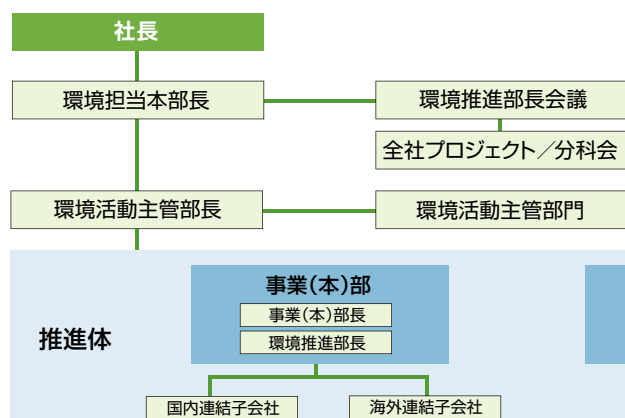 社長
環境担当本部長
環境推進部長会議
全社プロジェクト／分科会
環境活動主管部長
環境活動主管部門
推進体
事業(本)部
事業(本)部長
環境推進部長
国内連結子会社
海外連結子会社